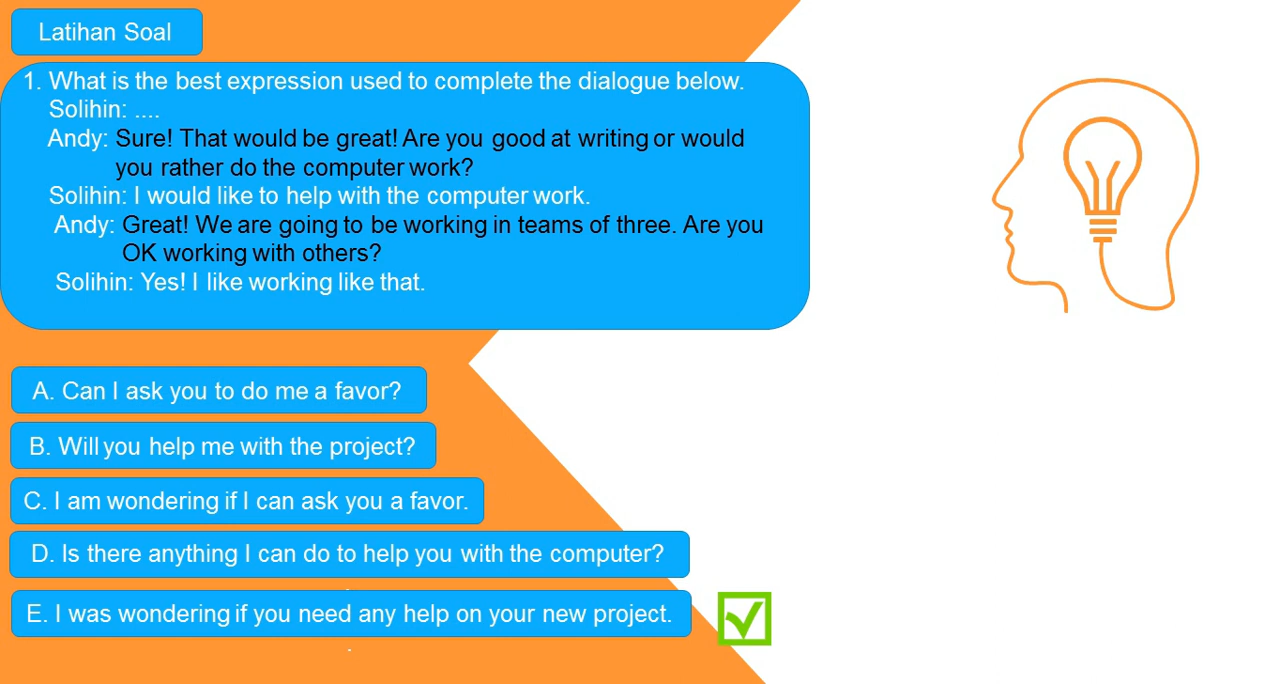 Latihan Soal
1. What is the best expression used to complete the dialogue below.
Solihin: ....
Andy: Sure! That would be great! Are you good at writing or would
you rather do the computer work?
Solihin: I would like to help with the computer work.
Andy: Great! We are going to be working in teams of three. Are you
OK working with others?
Solihin: Yes! I like working like that.
A. Can I ask you to do me a favor?
B. Will you help me with the project?
C. I am wondering if I can ask you a favor.
D. Is there anything I can do to help you with the computer?
E. I was wondering if you need any help on your new project.